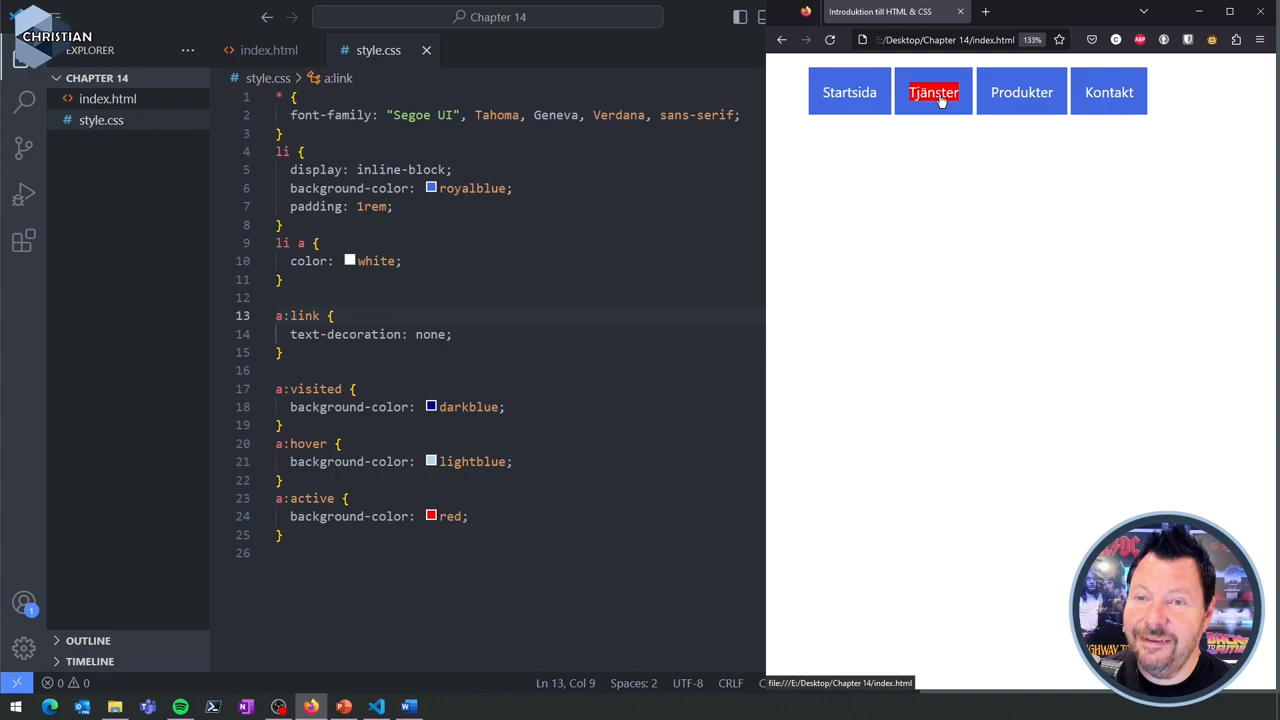 CHRISTIAN
Chapter 14
EXPLORER
index.html
style.css
CHAPTER 14
index.html
style.css
style.css > a:link
1 * {
2 font-family: "Segoe UI", Tahoma, Geneva, Verdana, sans-serif;
3 }
4 li {
5 display: inline-block;
6 background-color: royalblue;
7 padding: 1rem;
8 }
9 li a {
10 color: white;
11 }
12
13 a:link {
14 text-decoration: none;
15 }
16
17 a:visited {
18 background-color: darkblue;
19 }
20 a:hover {
21 background-color: lightblue;
22 }
23 a:active {
24 background-color: red;
25 }
26
OUTLINE
TIMELINE
1
0 0
Ln 13, Col 9
Spaces: 2
UTF-8
CRLF
Introduktion till HTML & CSS
E:/Desktop/Chapter 14/index.html
133%
Startsida
Tjänster
Produkter
Kontakt
file:///E:/Desktop/Chapter 14/index.html